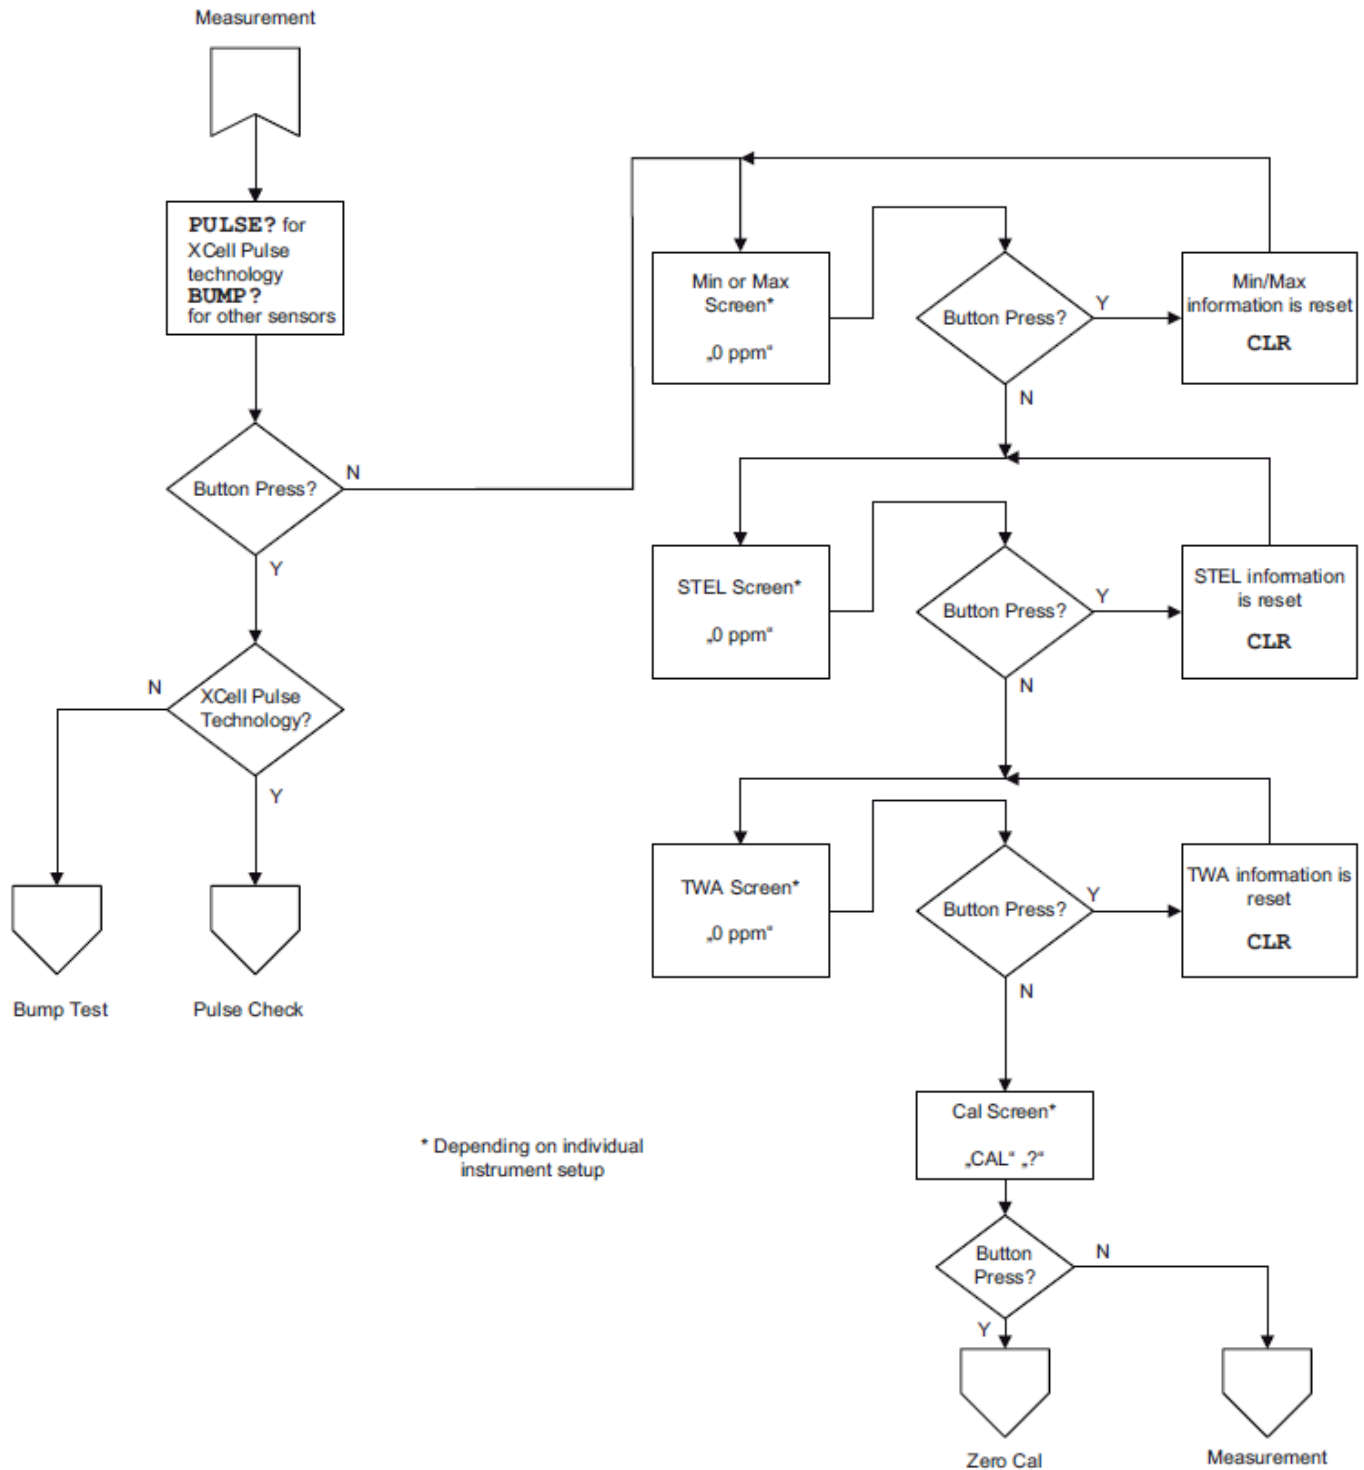 Measurement
PULSE? for
XCell Pulse
technology
BUMP?
for other sensors
Button Press?
N
Y
XCell Pulse
Technology?
N
Y
Bump Test
Pulse Check
Min or Max
Screen*
„0 ppm“
Button Press?
Y
N
Min/Max
information is reset
CLR
STEL Screen*
„0 ppm“
Button Press?
Y
N
STEL information
is reset
CLR
TWA Screen*
„0 ppm“
Button Press?
Y
N
TWA information is
reset
CLR
Cal Screen*
„CAL“ „?“
Button
Press?
N
Y
Zero Cal
Measurement
* Depending on individual
instrument setup